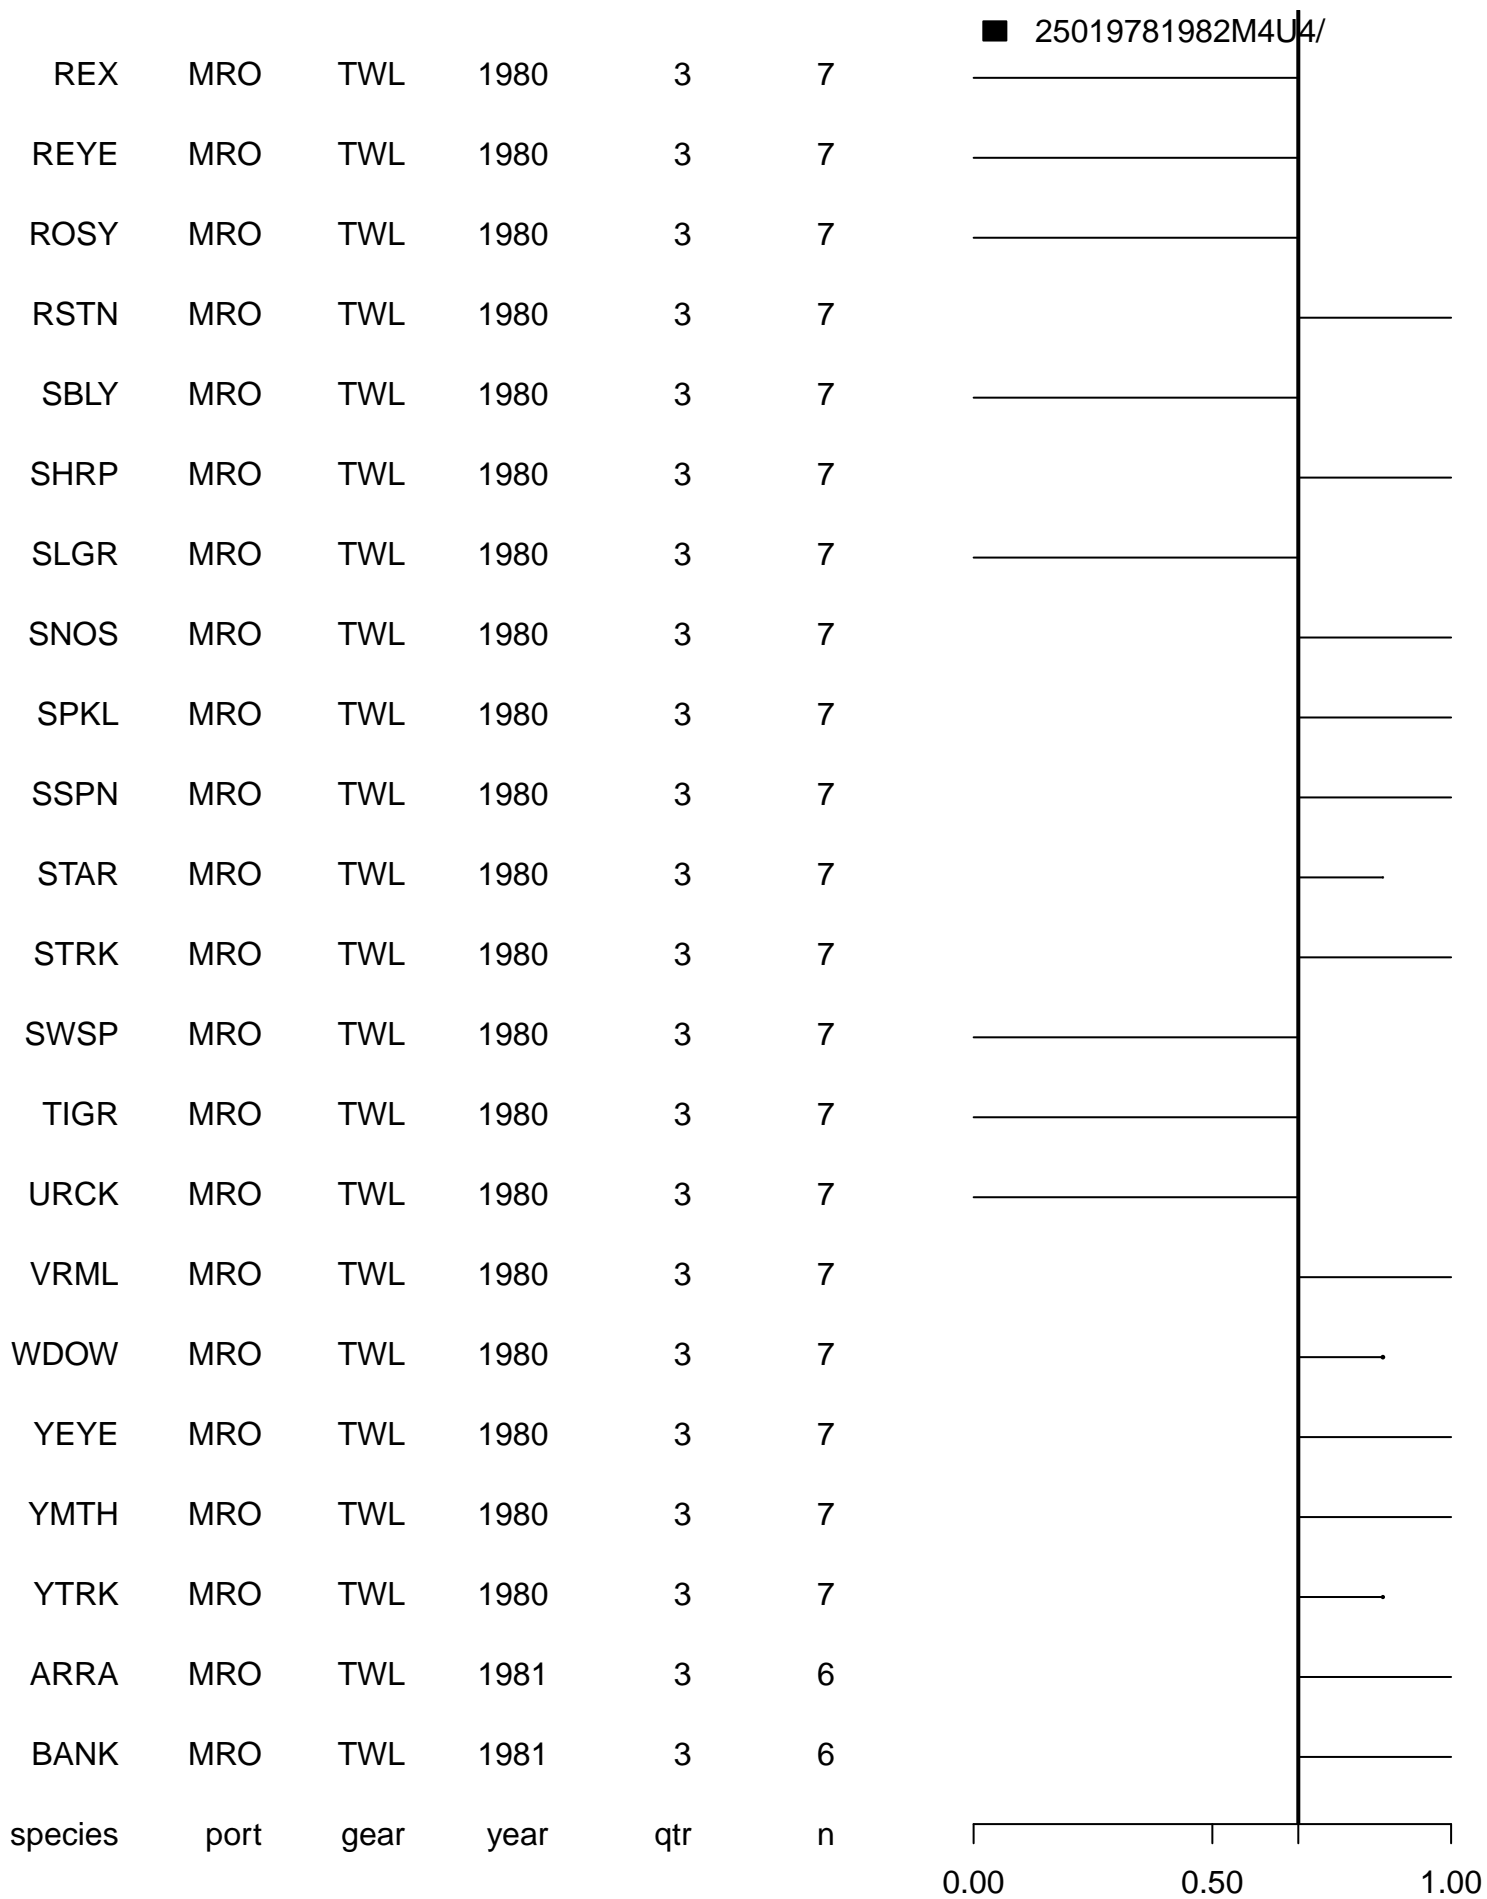 25019781982M4U4/
REX MRO TWL 1980 3 7
REYE MRO TWL 1980 3 7
ROSY MRO TWL 1980 3 7
RSTN MRO TWL 1980 3 7
SBLY MRO TWL 1980 3 7
SHRP MRO TWL 1980 3 7
SLGR MRO TWL 1980 3 7
SNOS MRO TWL 1980 3 7
SPKL MRO TWL 1980 3 7
SSPN MRO TWL 1980 3 7
STAR MRO TWL 1980 3 7
STRK MRO TWL 1980 3 7
SWSP MRO TWL 1980 3 7
TIGR MRO TWL 1980 3 7
URCK MRO TWL 1980 3 7
VRML MRO TWL 1980 3 7
WDOW MRO TWL 1980 3 7
YEYE MRO TWL 1980 3 7
YMTH MRO TWL 1980 3 7
YTRK MRO TWL 1980 3 7
ARRA MRO TWL 1981 3 6
BANK MRO TWL 1981 3 6
species port gear year qtr n
0.00 0.50 1.00